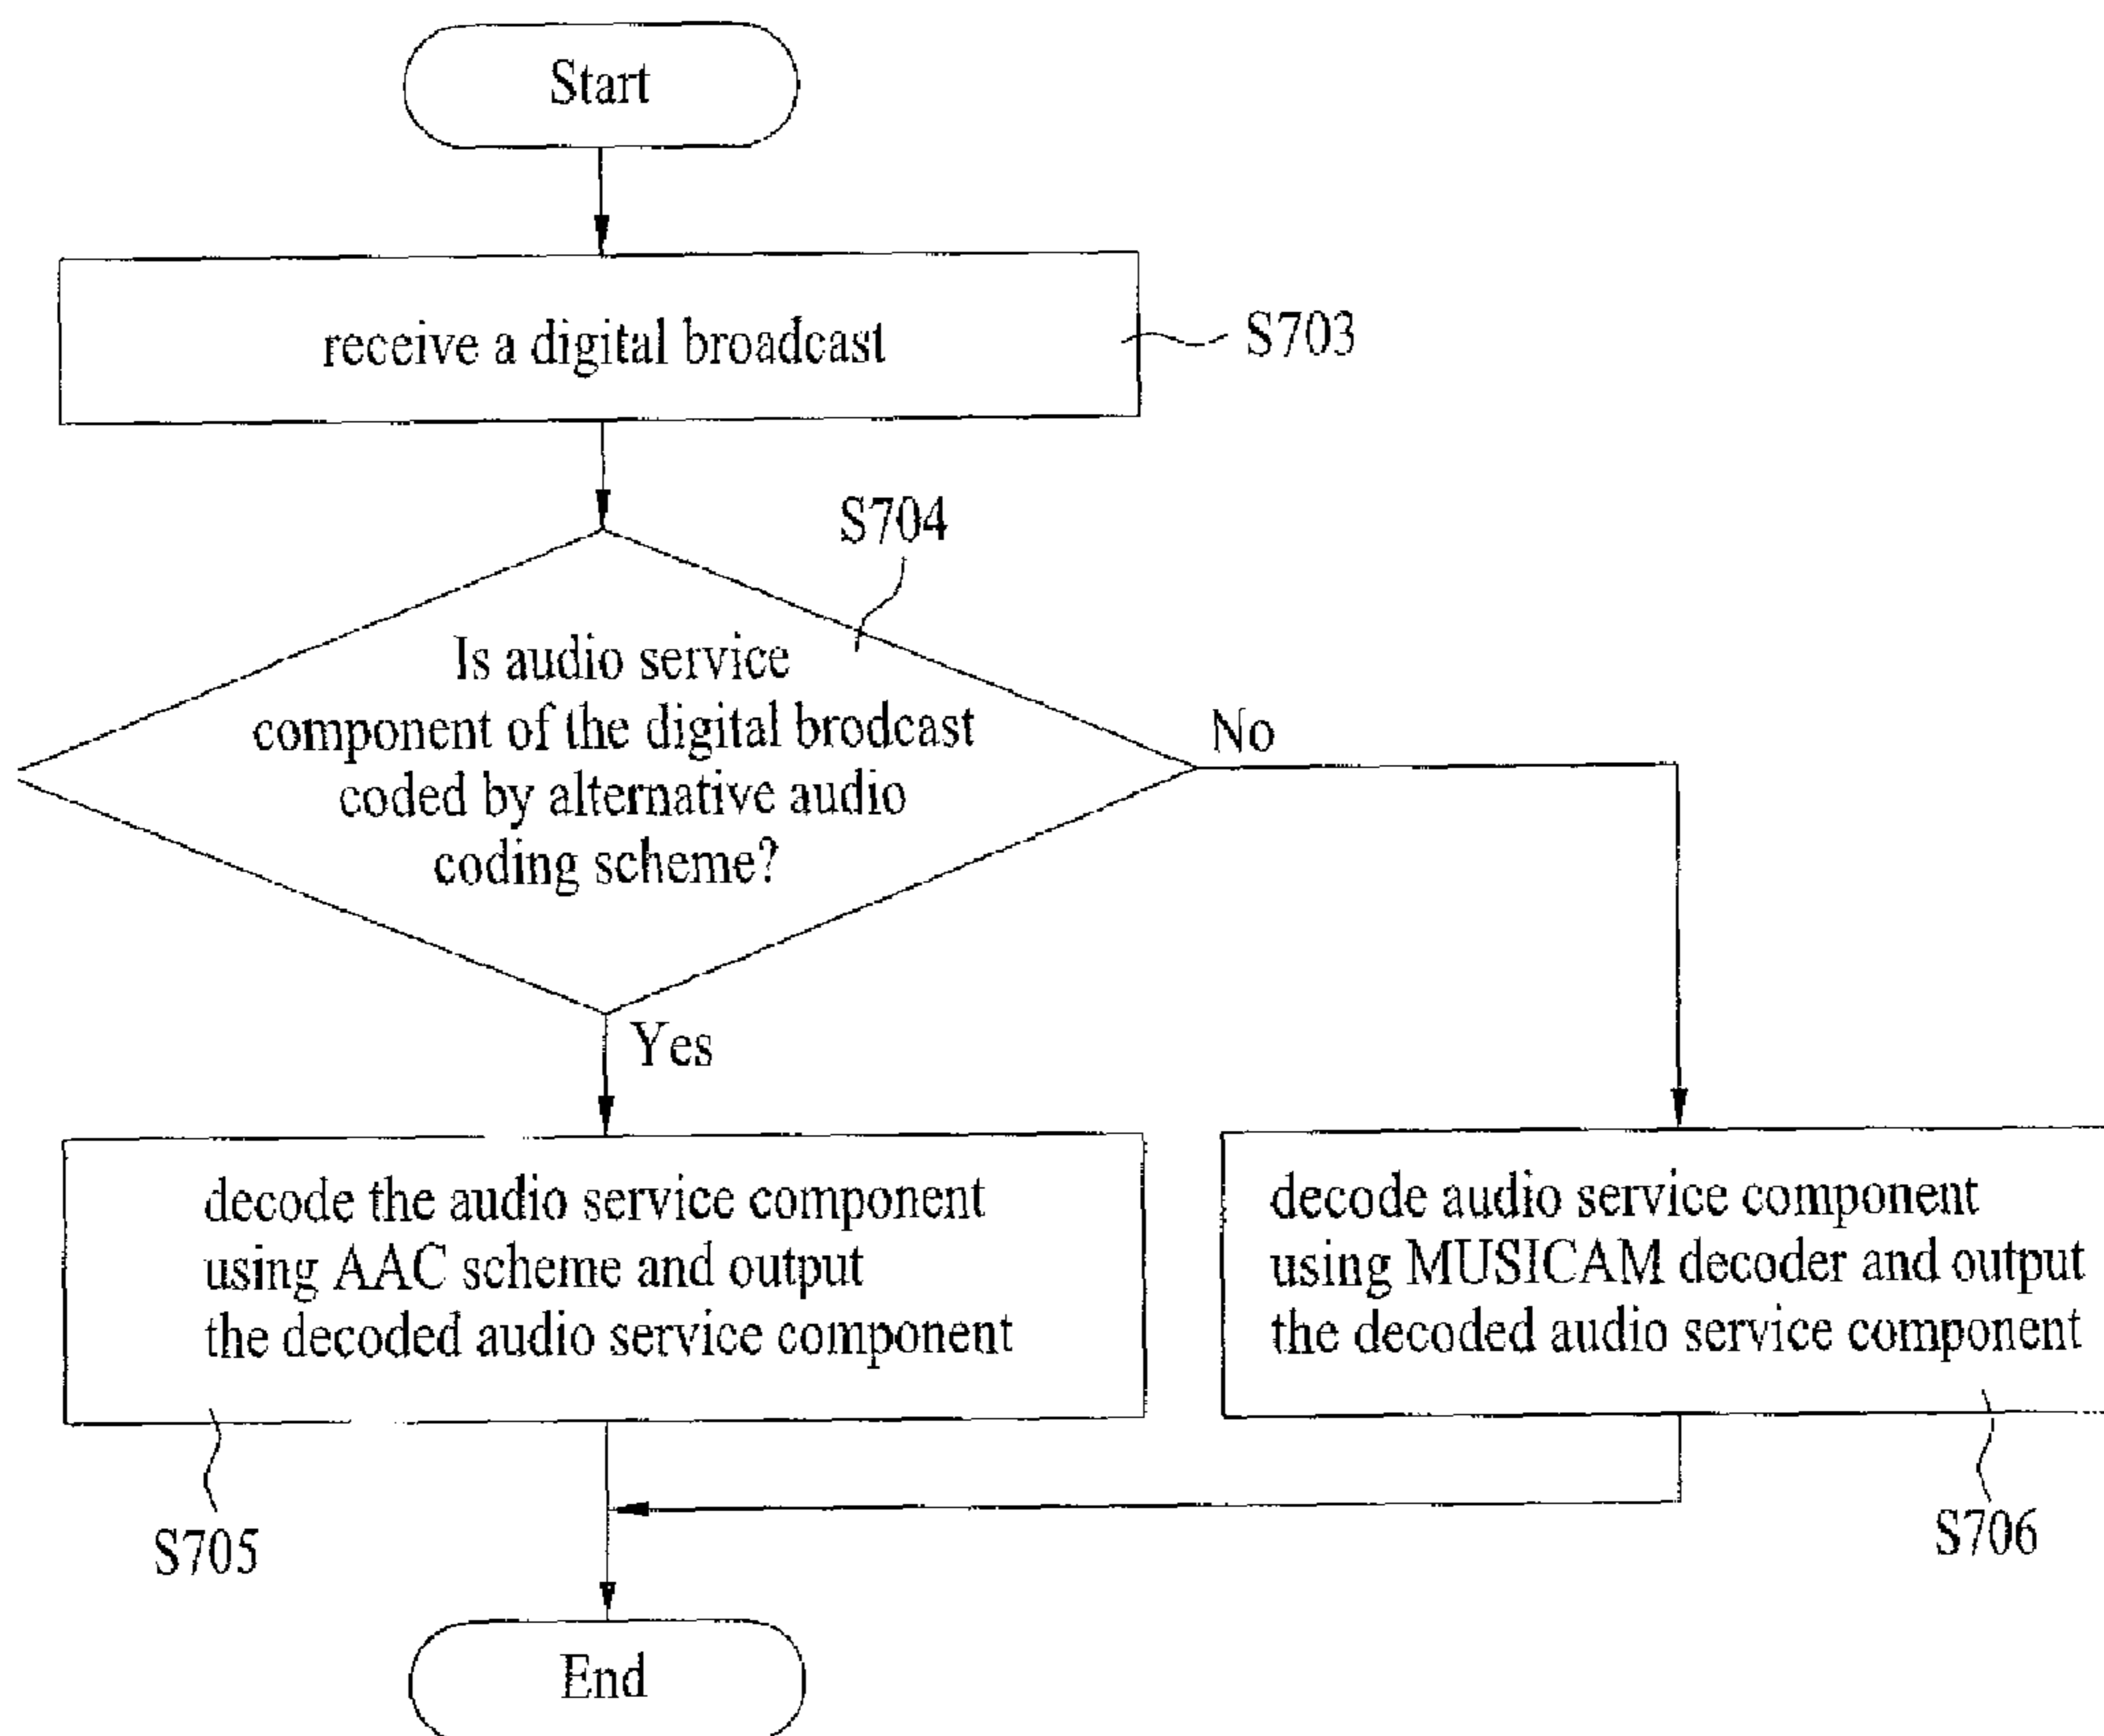 Start
receive a digital broadcast
S703
S704
Is audio service
component of the digital brodcast
coded by alternative audio
coding scheme?
No
Yes
decode the audio service component
using AAC scheme and output
the decoded audio service component
decode audio service component
using MUSICAM decoder and output
the decoded audio service component
S705
S706
End